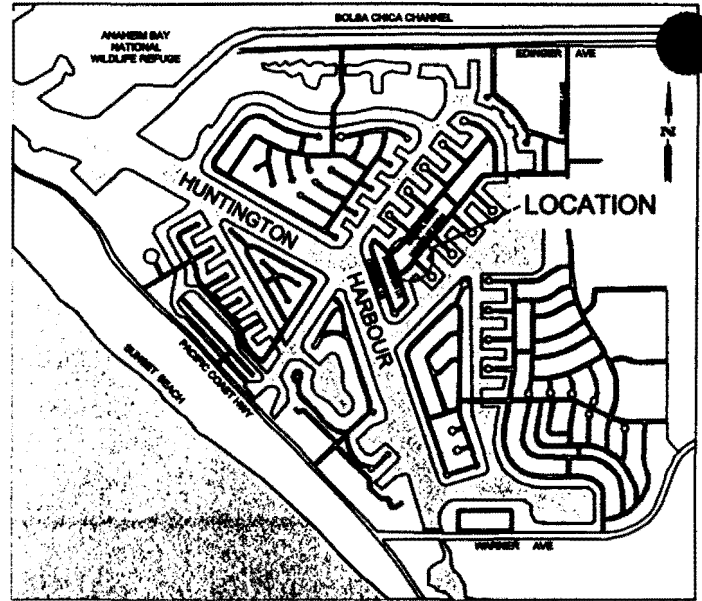 BOLSA CHICA CHANNEL
ANAHEIM BAY
NATIONAL
WILDLIFE REFUGE
EDINGER AVE
N
HUNTINGTON
LOCATION
HARBOUR
PACIFIC COAST HWY
SUNSET BEACH
WARNER AVE